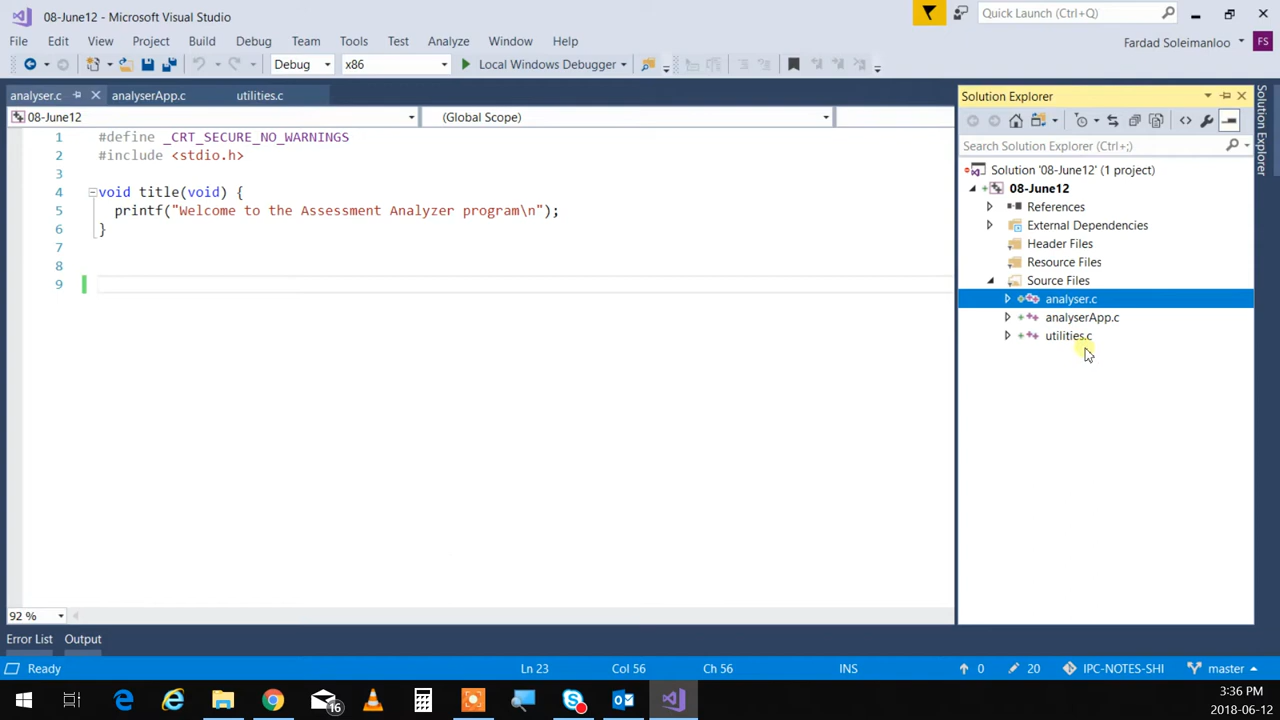 08-June12 - Microsoft Visual Studio
Quick Launch (Ctrl+Q)
File Edit View Project Build Debug Team Tools Test Analyze Window Help
Fardad Soleimanloo FS
Debug x86 Local Windows Debugger
analyser.c analyserApp.c utilities.c
08-June12 (Global Scope)
1 #define _CRT_SECURE_NO_WARNINGS
2 #include <stdio.h>
3
4 void title(void) {
5 printf("Welcome to the Assessment Analyzer program\n");
6 }
7
8
9
92 %
Solution Explorer
Search Solution Explorer (Ctrl+;)
Solution '08-June12' (1 project)
08-June12
References
External Dependencies
Header Files
Resource Files
Source Files
analyser.c
analyserApp.c
utilities.c
Solution Explorer
Error List Output
Ready Ln 23 Col 56 Ch 56 INS 0 20 IPC-NOTES-SHI master
16
3:36 PM
2018-06-12